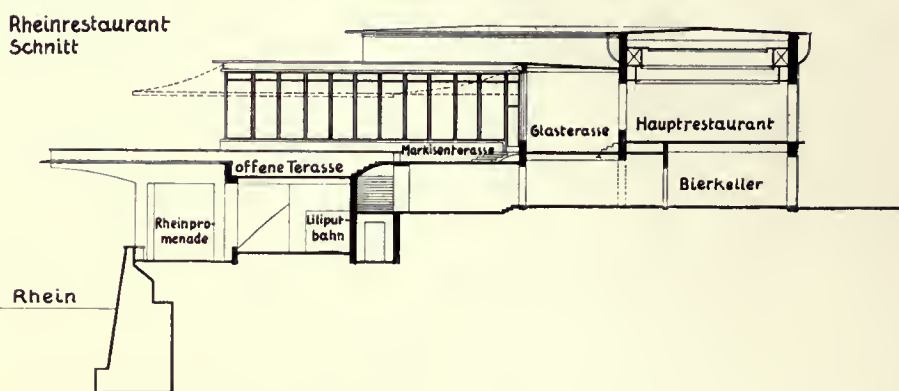 Rheinrestaurant
Schnitt
Glasterasse
Hauptrestaurant
Markisenterasse
offene Terasse
Bierkeller
Rheinpro-
menade
Liliput-
bahn
Rhein